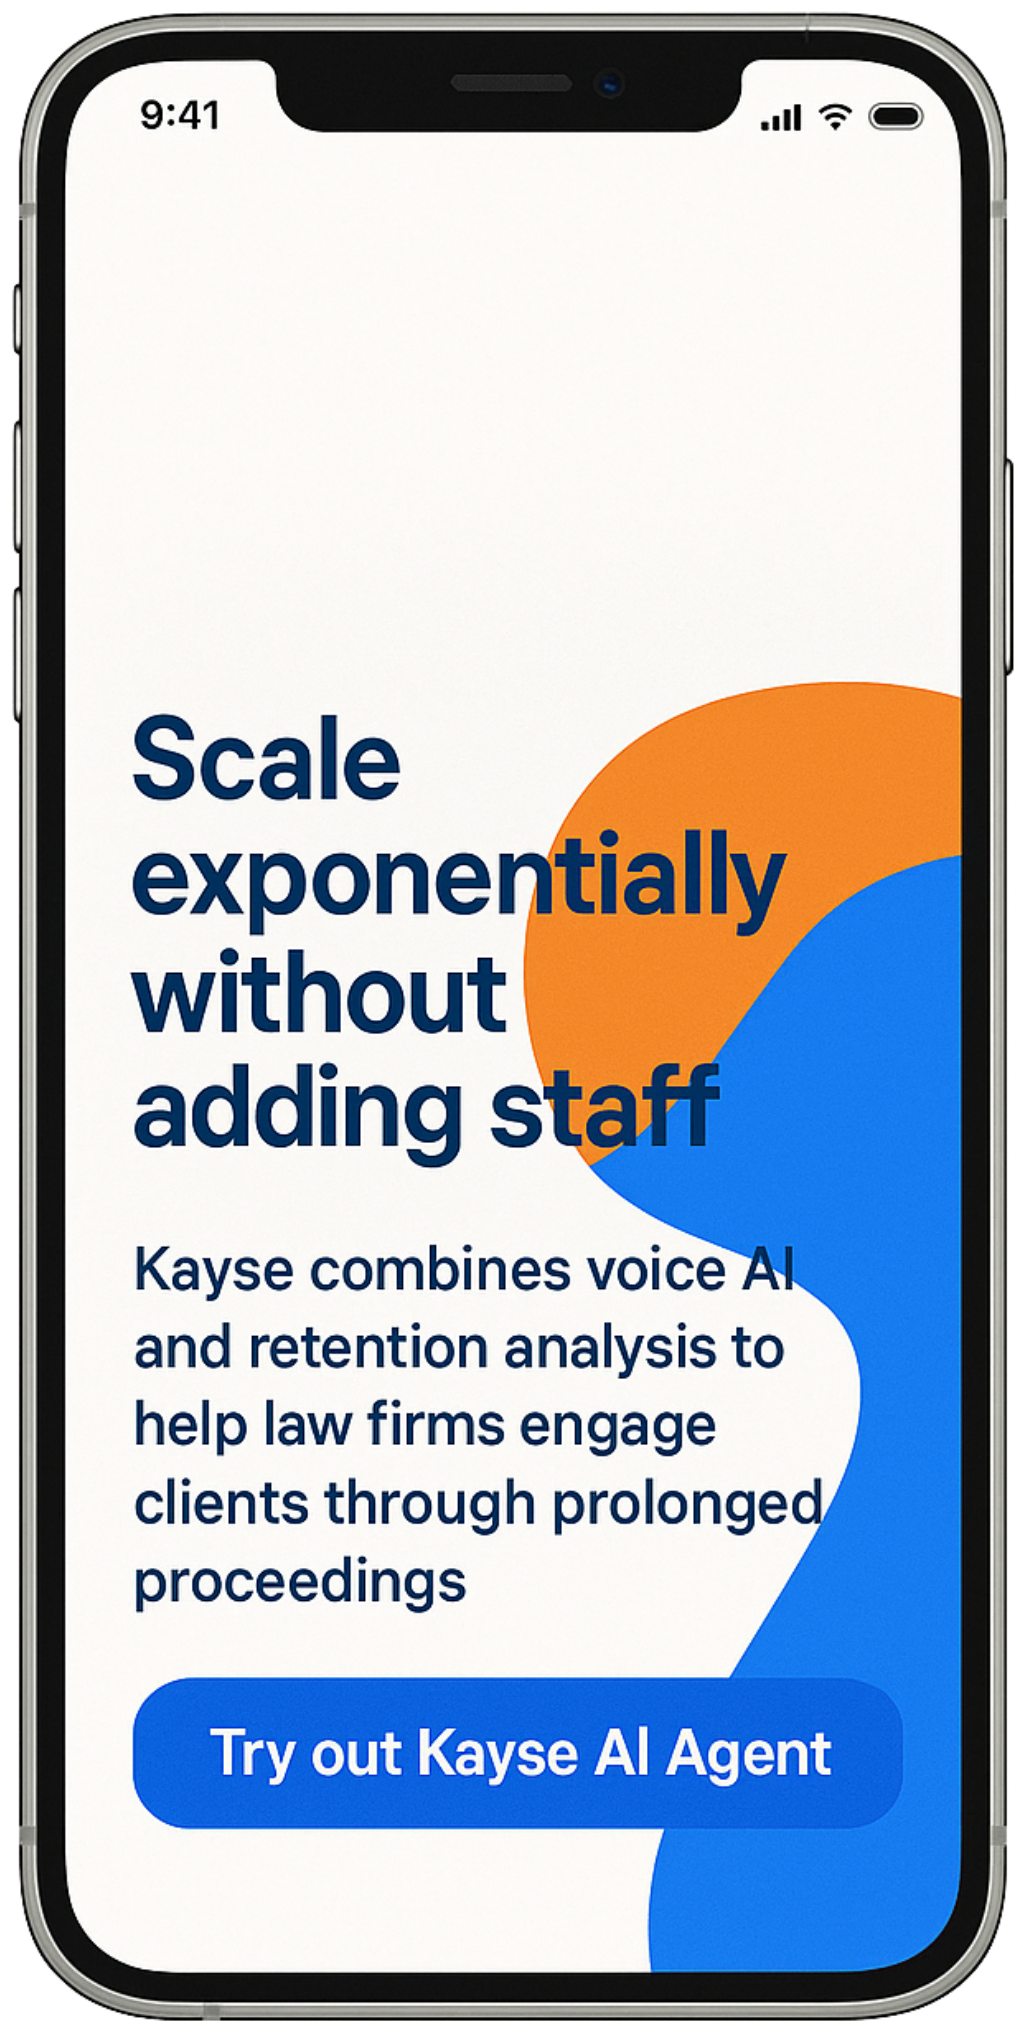 9:41
Scale
exponentially
without
adding staff
Kayse combines voice AI
and retention analysis to
help law firms engage
clients through prolonged
proceedings
Try out Kayse AI Agent